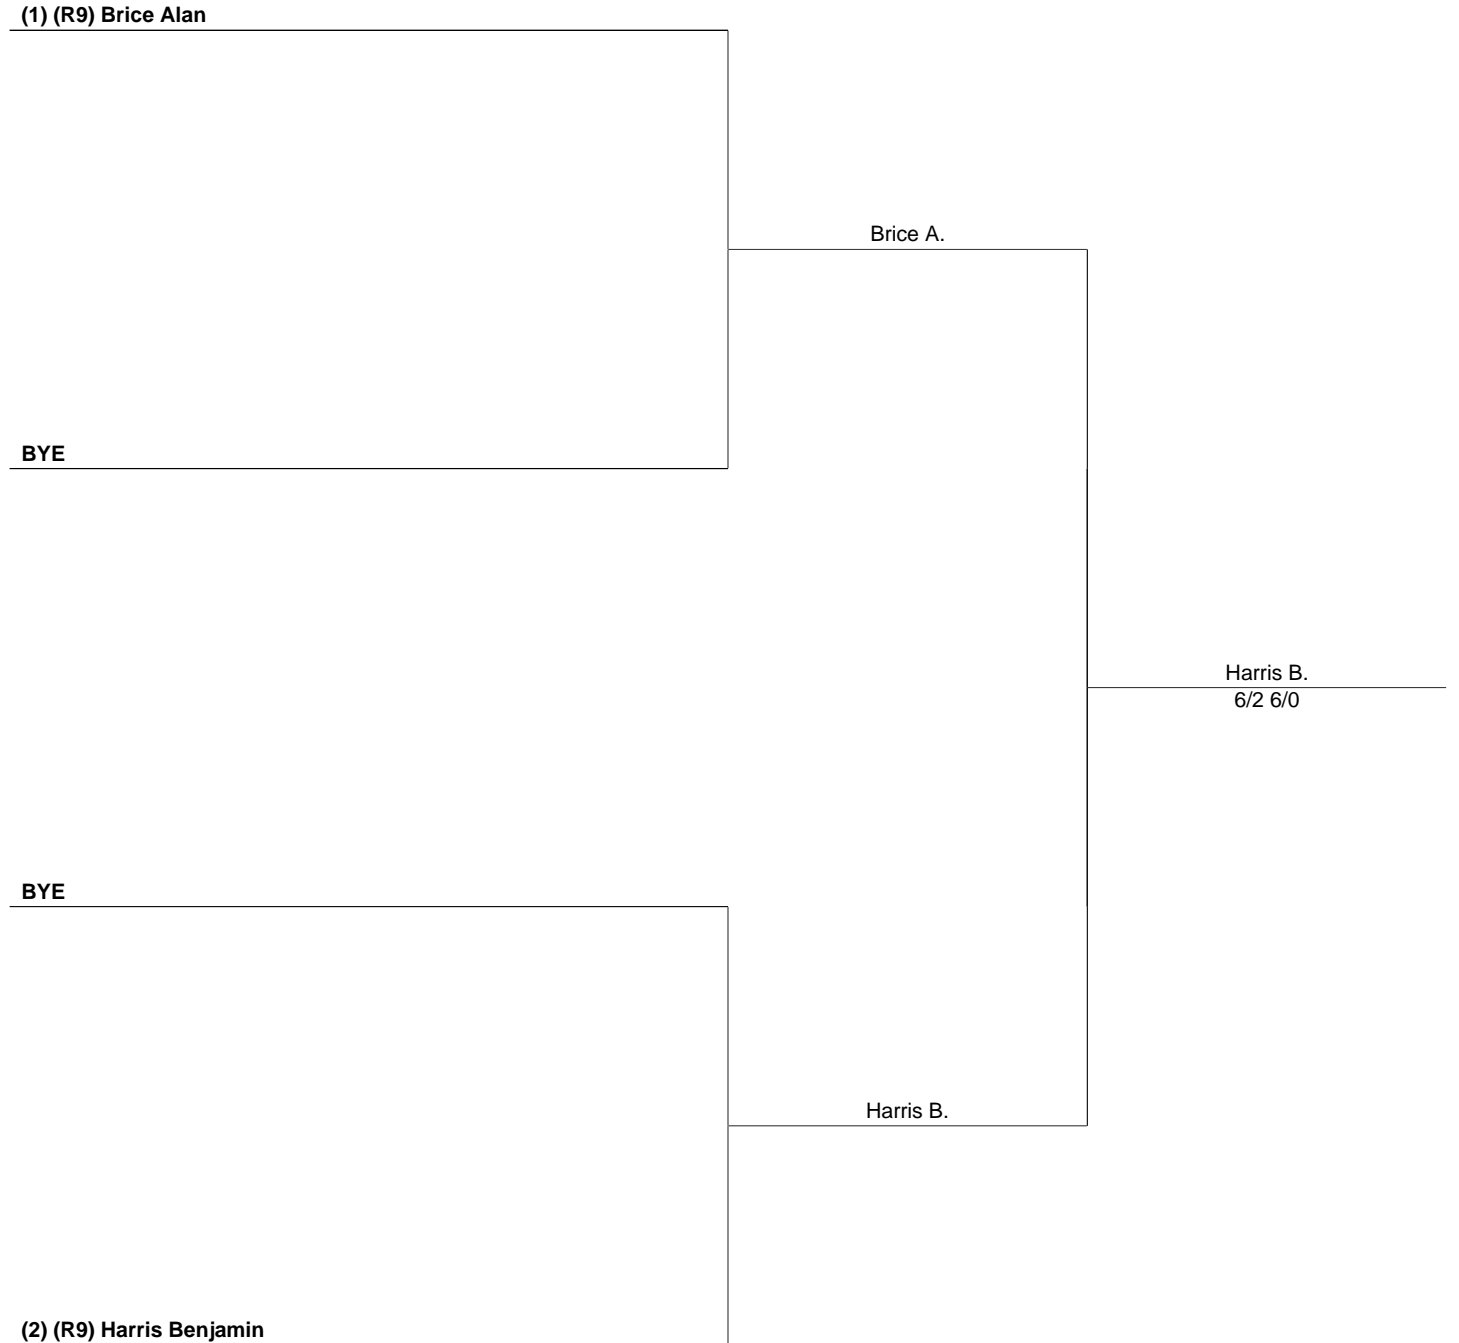 (1) (R9) Brice Alan
Brice A.
BYE
Harris B.
6/2 6/0
BYE
Harris B.
(2) (R9) Harris Benjamin